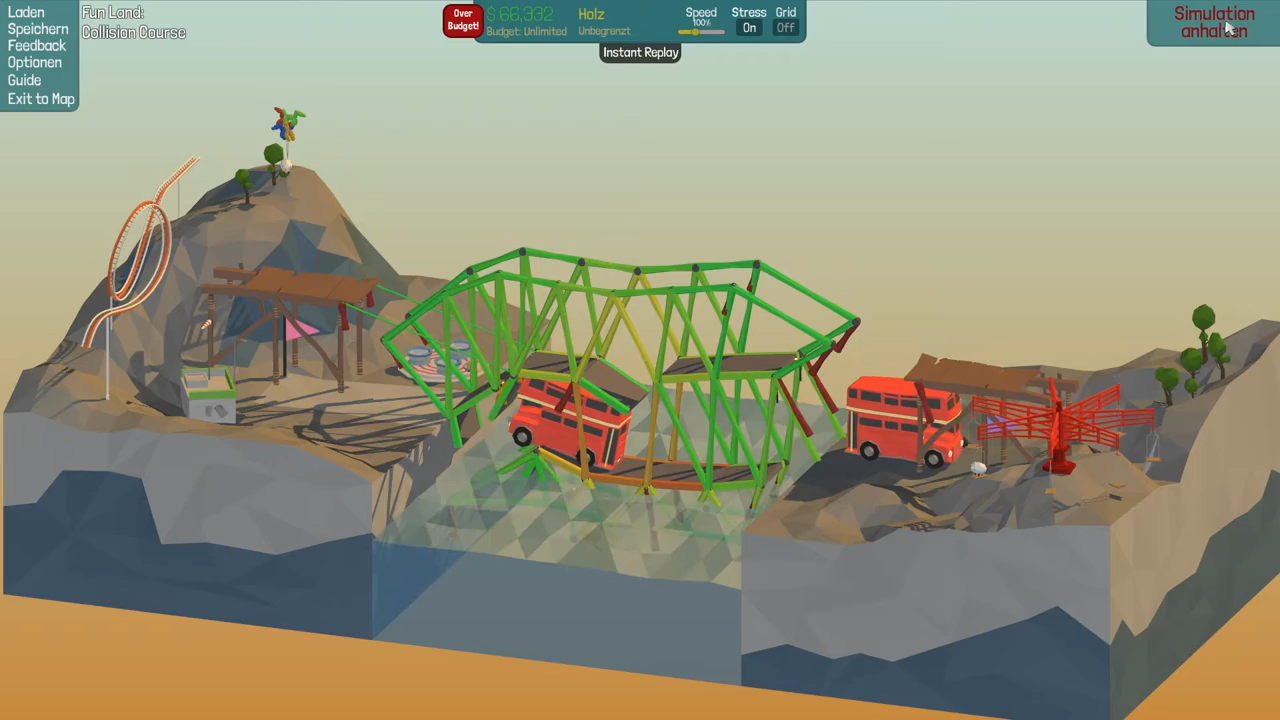 Laden
Speichern
Feedback
Optionen
Guide
Exit to Map
Fun Land:
Collision Course
Over
Budget!
$ 66,332
Budget: Unlimited
Holz
Unbegrenzt
Speed
100%
Stress
On
Grid
Off
Instant Replay
Simulation
anhalten